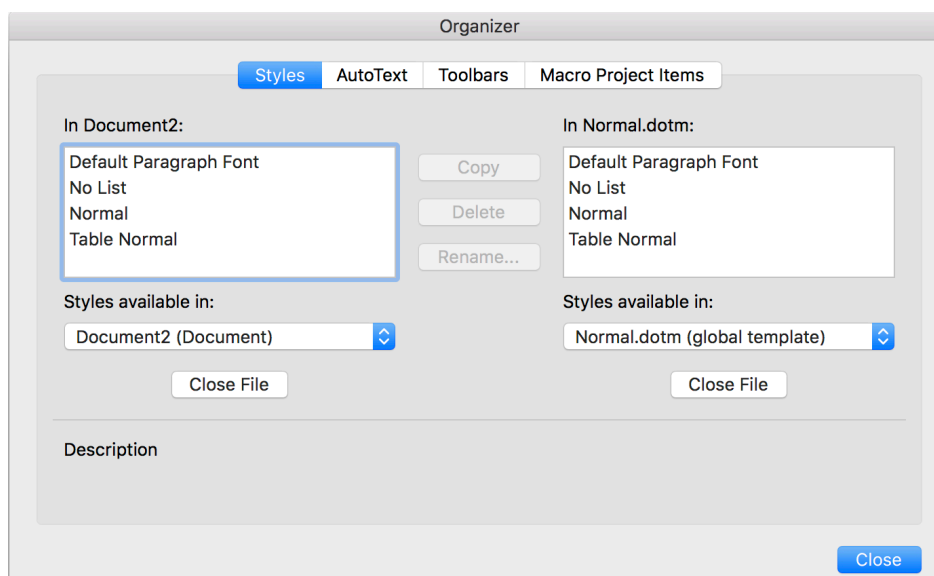 Organizer
Styles AutoText Toolbars Macro Project Items
In Document2:
Default Paragraph Font
No List
Normal
Table Normal
Styles available in:
Document2 (Document)
Close File
Copy
Delete
Rename...
In Normal.dotm:
Default Paragraph Font
No List
Normal
Table Normal
Styles available in:
Normal.dotm (global template)
Close File
Description
Close